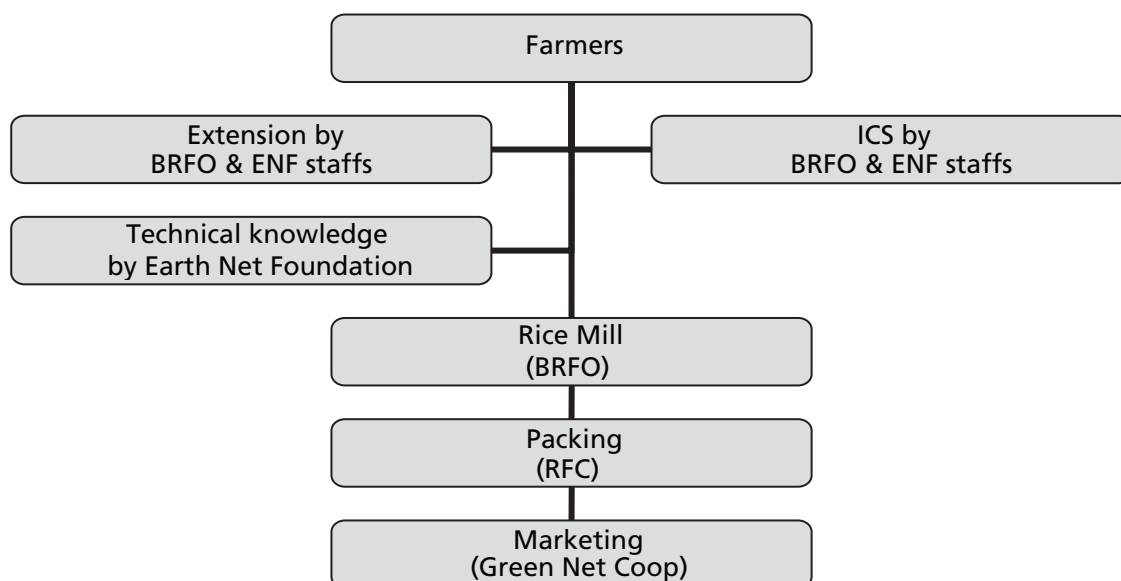 Farmers
Extension by
BRFO & ENF staffs
ICS by
BRFO & ENF staffs
Technical knowledge
by Earth Net Foundation
Rice Mill
(BRFO)
Packing
(RFC)
Marketing
(Green Net Coop)